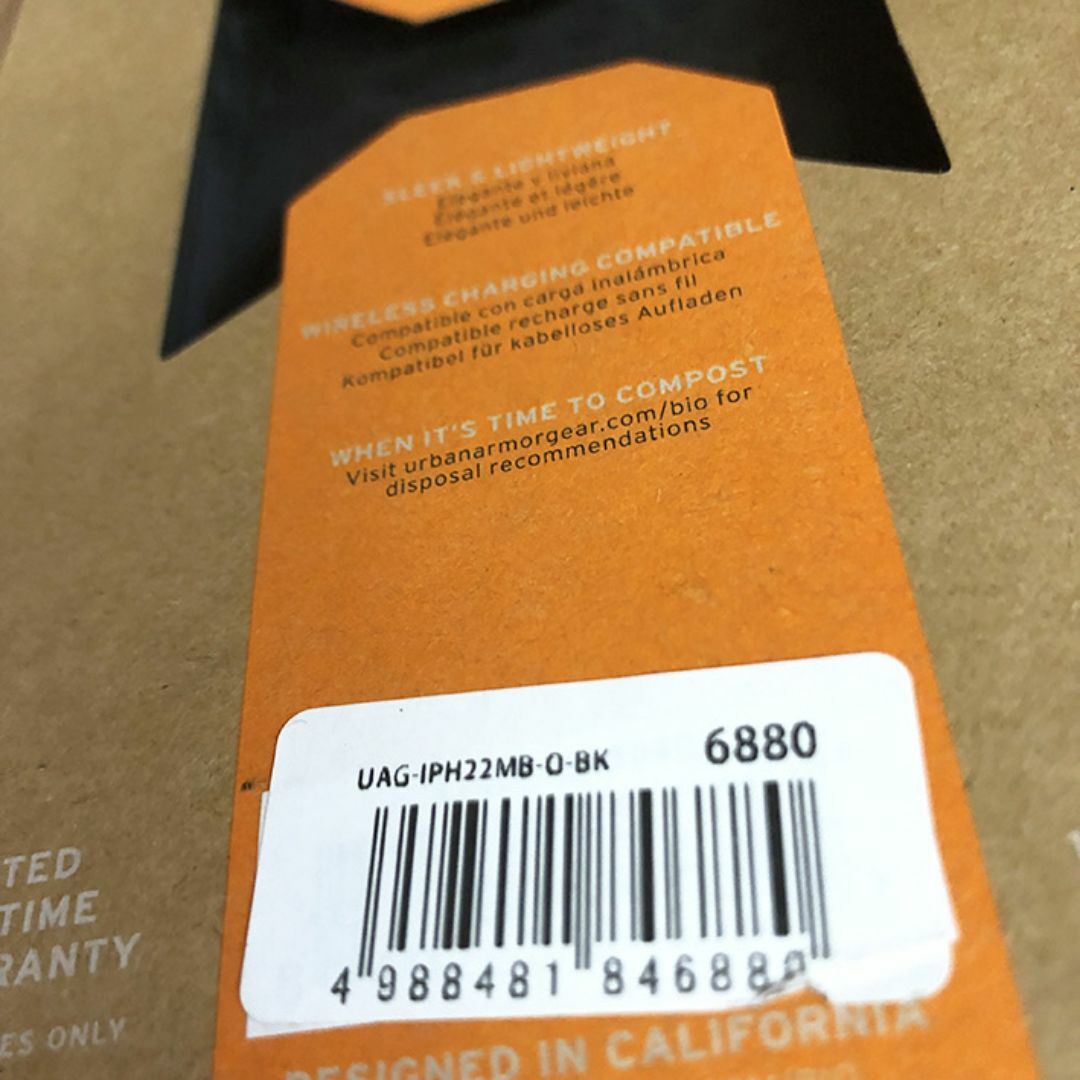 SLEEK & LIGHTWEIGHT
Elegante y liviana
Élégante et légère
Elegante und leichte
WIRELESS CHARGING COMPATIBLE
Compatible con carga inalámbrica
Compatible recharge sans fil
Kompatibel für kabelloses Aufladen
WHEN IT'S TIME TO COMPOST
Visit urbanarmorgear.com/bio for
disposal recommendations
UAG-IPH22MB-O-BK 6880
4 988481 846880
TED
TIME
RANTY
ES ONLY
DESIGNED IN CALIFORNIA